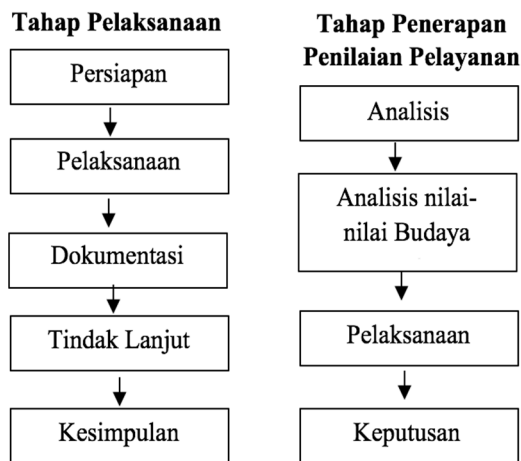 Tahap Pelaksanaan
Persiapan
Pelaksanaan
Dokumentasi
Tindak Lanjut
Kesimpulan
Tahap Penerapan
Penilaian Pelayanan
Analisis
Analisis nilai-
nilai Budaya
Pelaksanaan
Keputusan